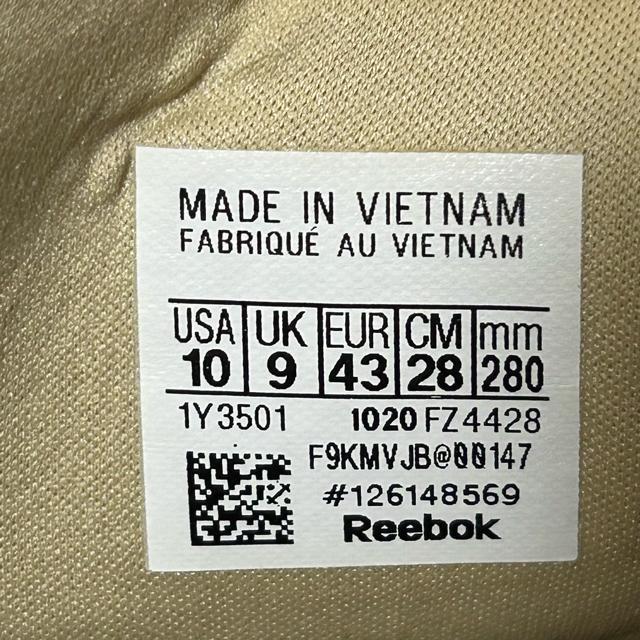 MADE IN VIETNAM
FABRIQUÉ AU VIETNAM
USA UK EUR CM mm
10 9 43 28 280
1Y3501 1020 FZ4428
F9KMVJB@00147
#126148569
Reebok